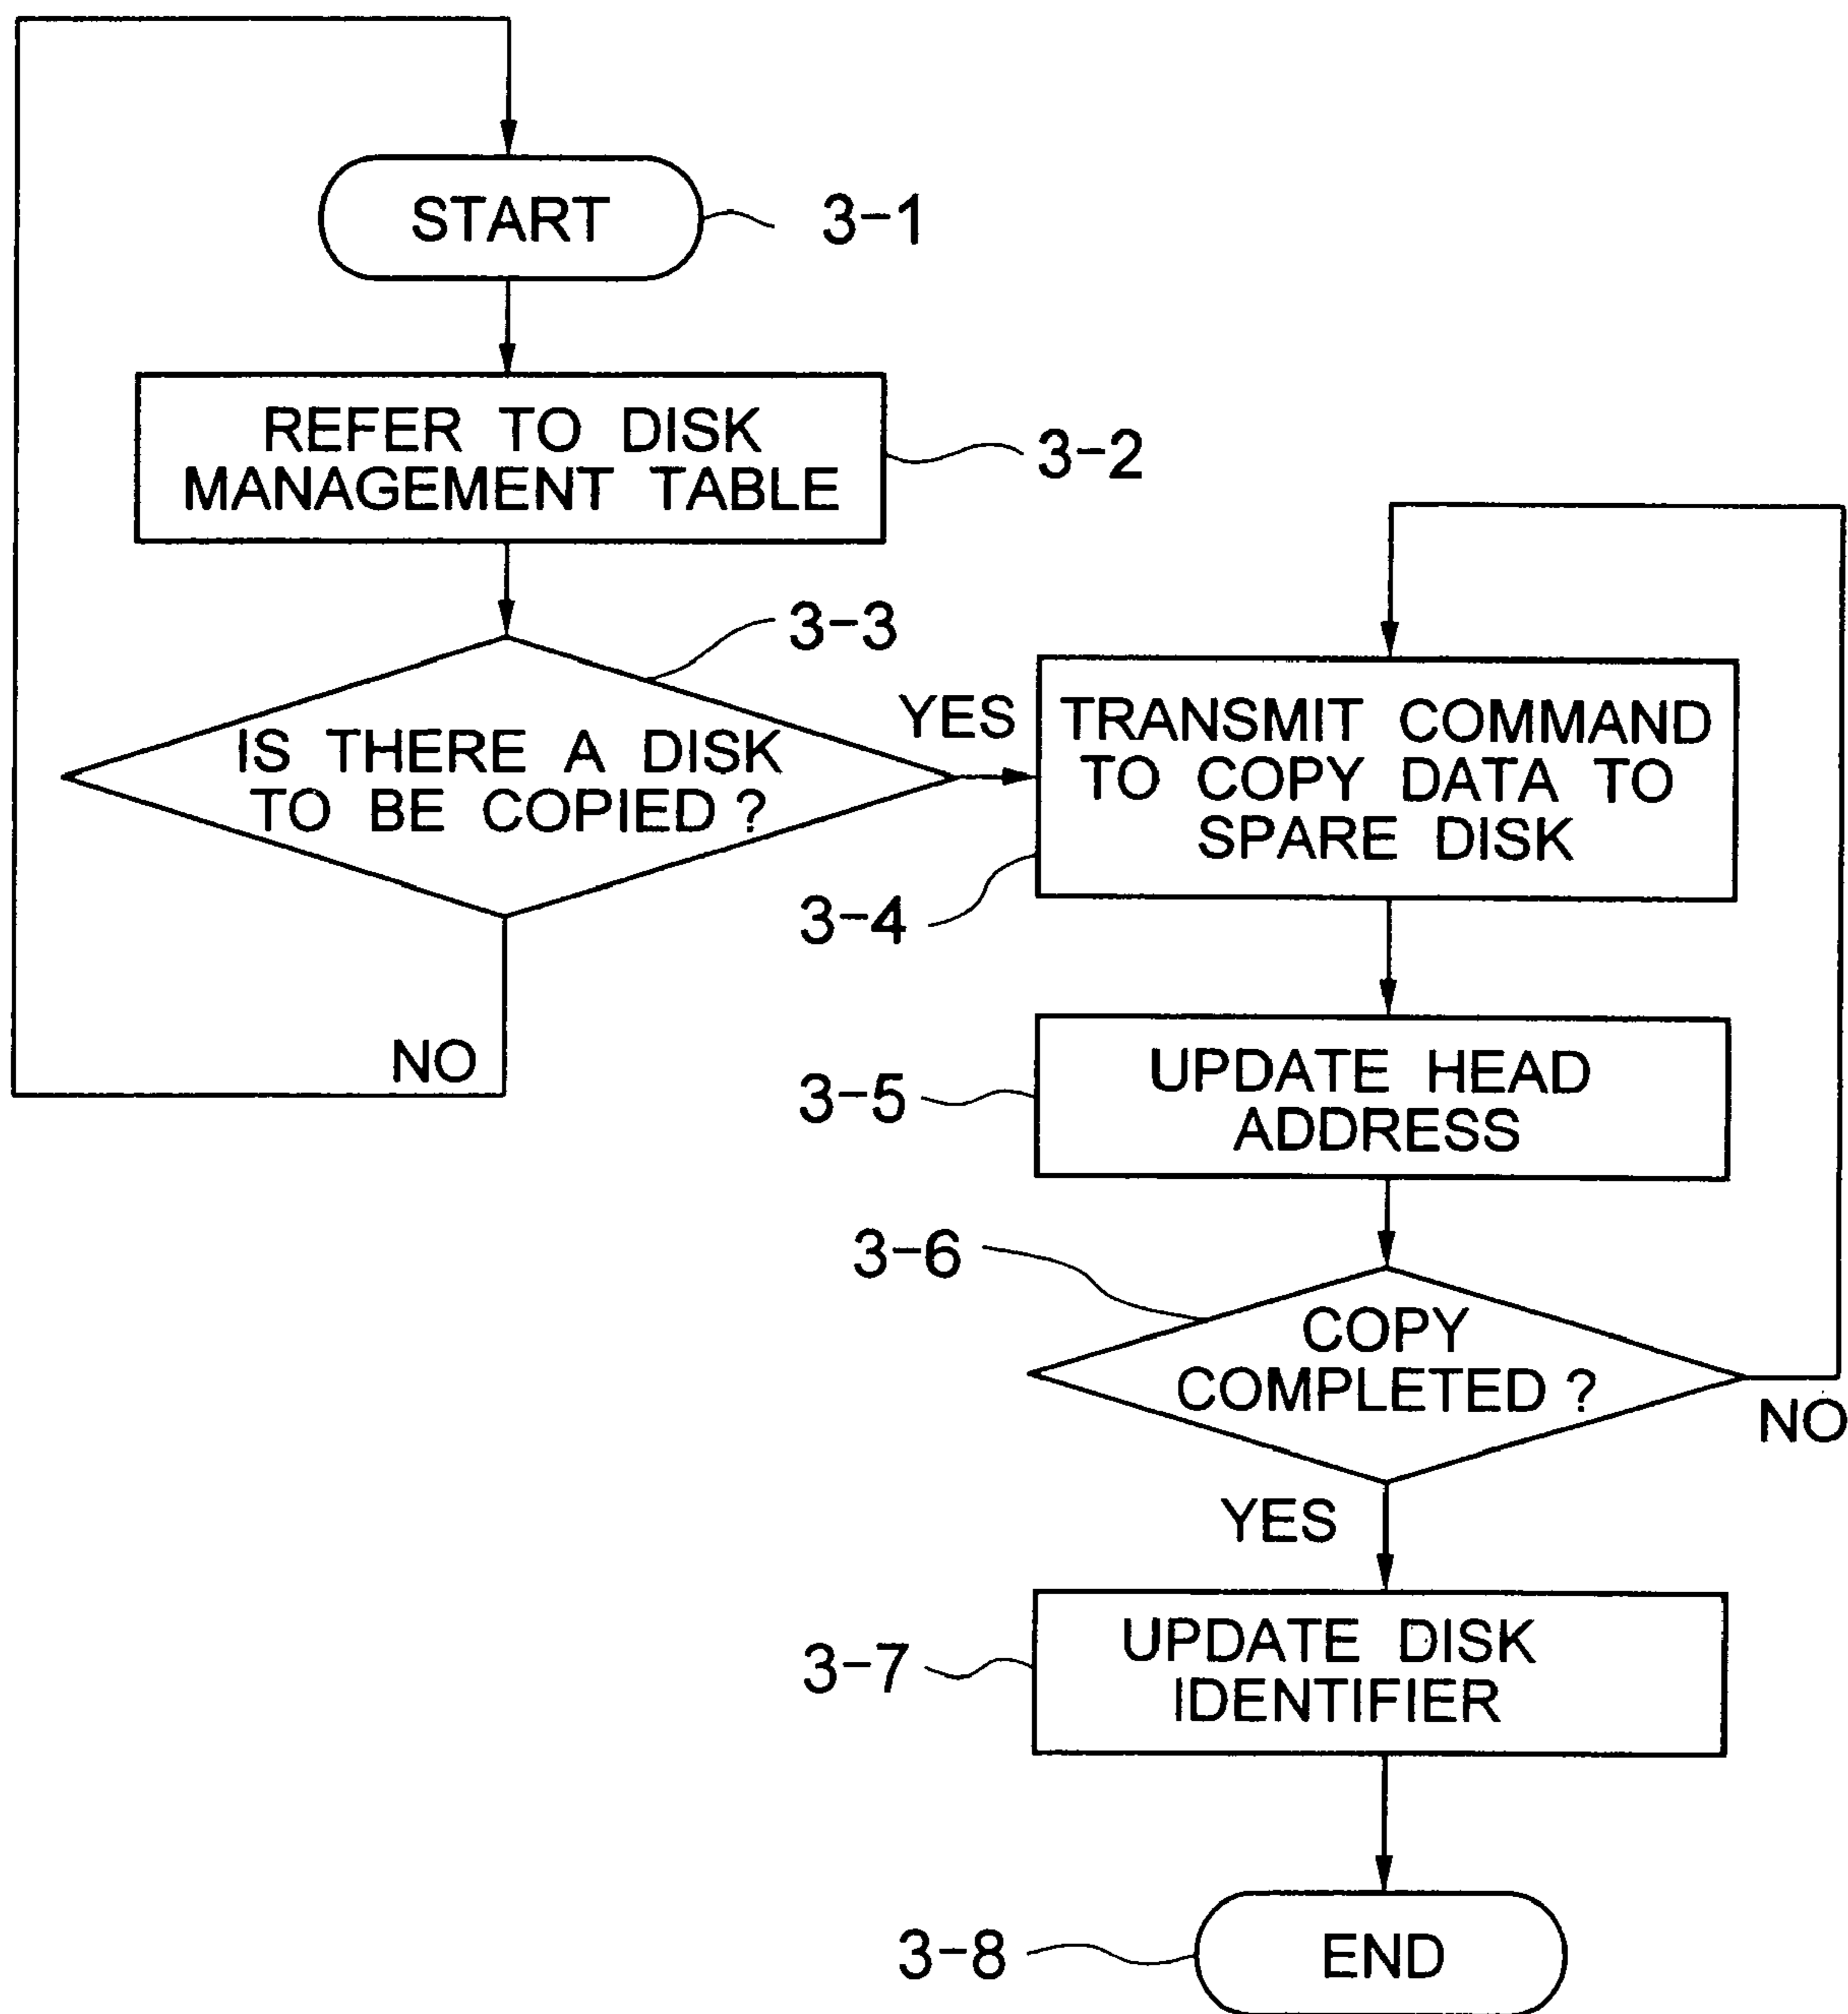 START
3-1
REFER TO DISK
MANAGEMENT TABLE
3-2
3-3
IS THERE A DISK
TO BE COPIED ?
YES
NO
TRANSMIT COMMAND
TO COPY DATA TO
SPARE DISK
3-4
UPDATE HEAD
ADDRESS
3-5
3-6
COPY
COMPLETED ?
NO
YES
UPDATE DISK
IDENTIFIER
3-7
3-8
END